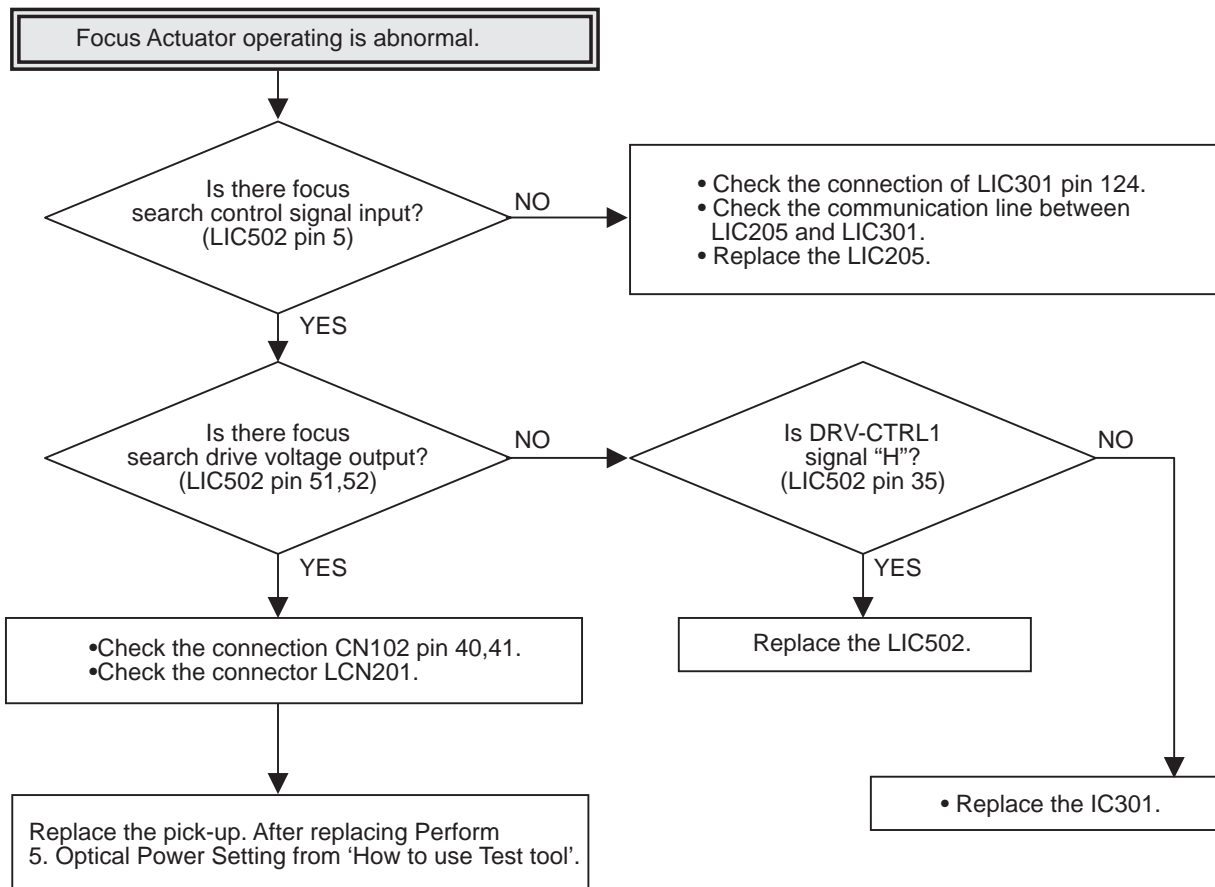 Focus Actuator operating is abnormal.
Is there focus
search control signal input?
(LIC502 pin 5)
NO
• Check the connection of LIC301 pin 124.
• Check the communication line between
LIC205 and LIC301.
• Replace the LIC205.
YES
Is there focus
search drive voltage output?
(LIC502 pin 51,52)
NO
Is DRV-CTRL1
signal “H”?
(LIC502 pin 35)
NO
YES
YES
•Check the connection CN102 pin 40,41.
•Check the connector LCN201.
Replace the LIC502.
• Replace the IC301.
Replace the pick-up. After replacing Perform
5. Optical Power Setting from ‘How to use Test tool’.